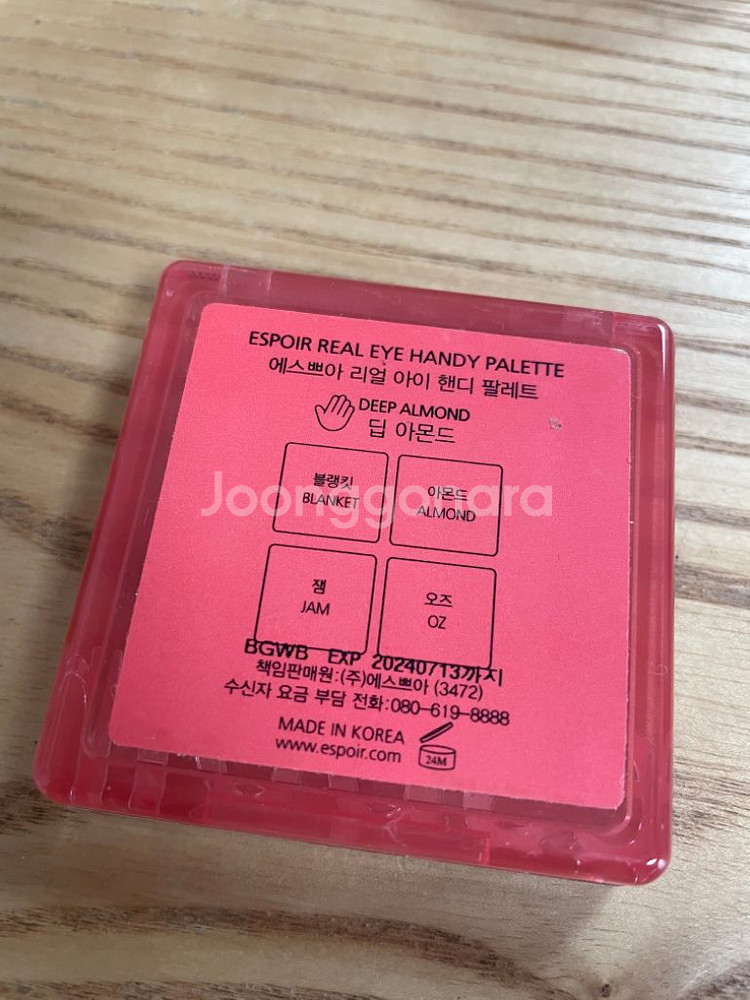 ESPOIR REAL EYE HANDY PALETTE
에스쁘아 리얼 아이 핸디 팔레트
DEEP ALMOND
딥 아몬드
블랭킷
BLANKET
아몬드
ALMOND
Joonggonara
잼
JAM
오즈
OZ
BGWB EXP 20240713까지
책임판매원:(주)에스쁘아 (3472)
수신자 요금 부담 전화:080-619-8888
MADE IN KOREA
www.espoir.com
24M